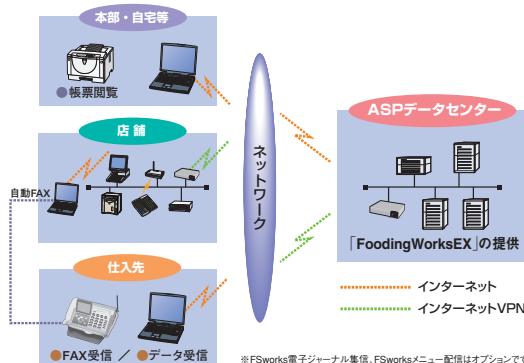 本部・自宅等
●帳票閲覧
店舗
自動FAX
仕入先
●FAX受信 ／ ●データ受信
ネットワーク
ASPデータセンター
「FoodingWorksEX」の提供
インターネット
インターネットVPN
※FSworks電子ジャーナル集信、FSworksメニュー配信はオプションです